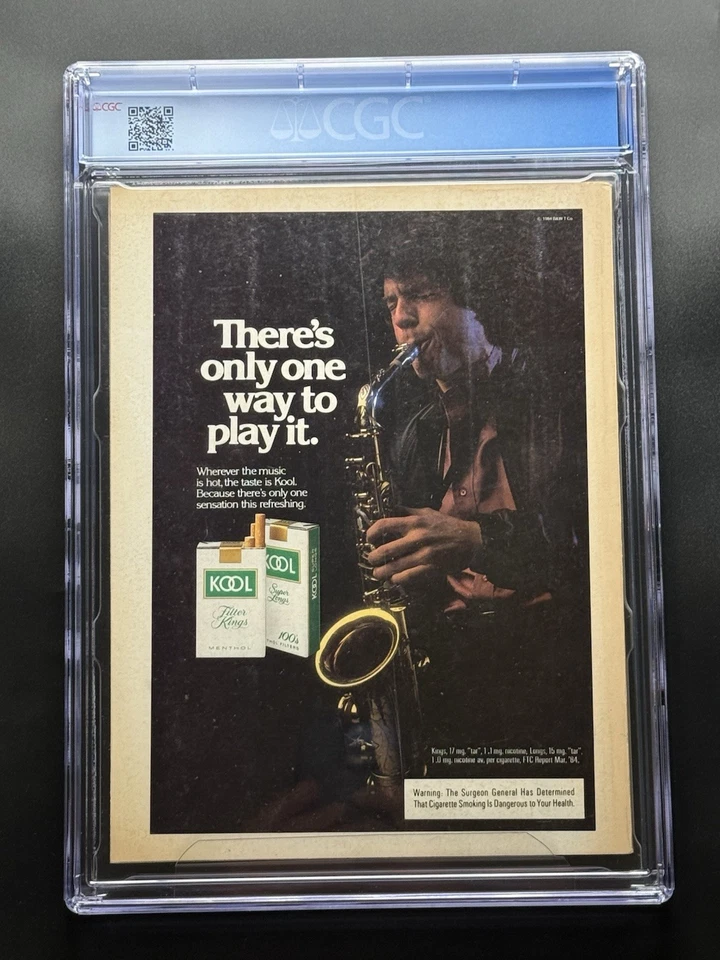 CGC
CGC
© 1984 B&W T Co.
There's
only one
way to
play it.
Wherever the music
is hot, the taste is Kool.
Because there's only one
sensation this refreshing.
KOOL
Filter
Kings
MENTHOL
KOOL
Super
Longs
100's
FILTERS
KOOL
Kings, 17 mg. "tar", 1.1 mg. nicotine, Longs, 15 mg. "tar",
1.0 mg. nicotine av. per cigarette, FTC Report Mar. '84.
Warning: The Surgeon General Has Determined
That Cigarette Smoking Is Dangerous to Your Health.